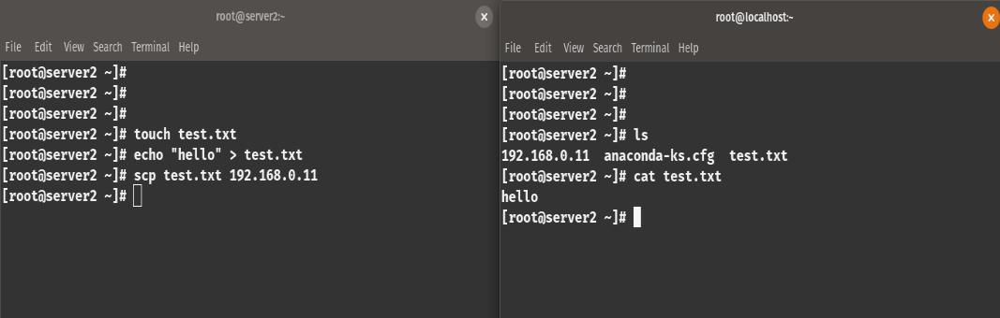 root@server2:~
File Edit View Search Terminal Help
[root@server2 ~]#
[root@server2 ~]#
[root@server2 ~]#
[root@server2 ~]# touch test.txt
[root@server2 ~]# echo "hello" > test.txt
[root@server2 ~]# scp test.txt 192.168.0.11
[root@server2 ~]#
root@localhost:~
File Edit View Search Terminal Help
[root@server2 ~]#
[root@server2 ~]#
[root@server2 ~]#
[root@server2 ~]# ls
192.168.0.11 anaconda-ks.cfg test.txt
[root@server2 ~]# cat test.txt
hello
[root@server2 ~]#